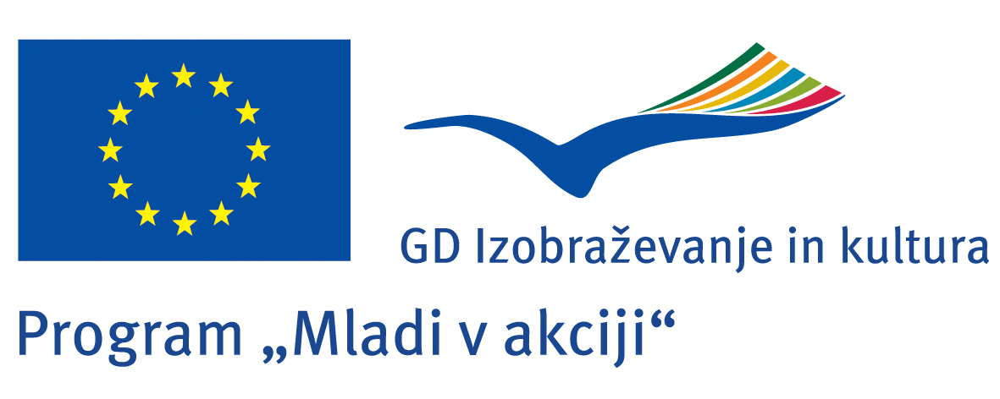 GD Izobraževanje in kultura
Program „Mladi v akciji“